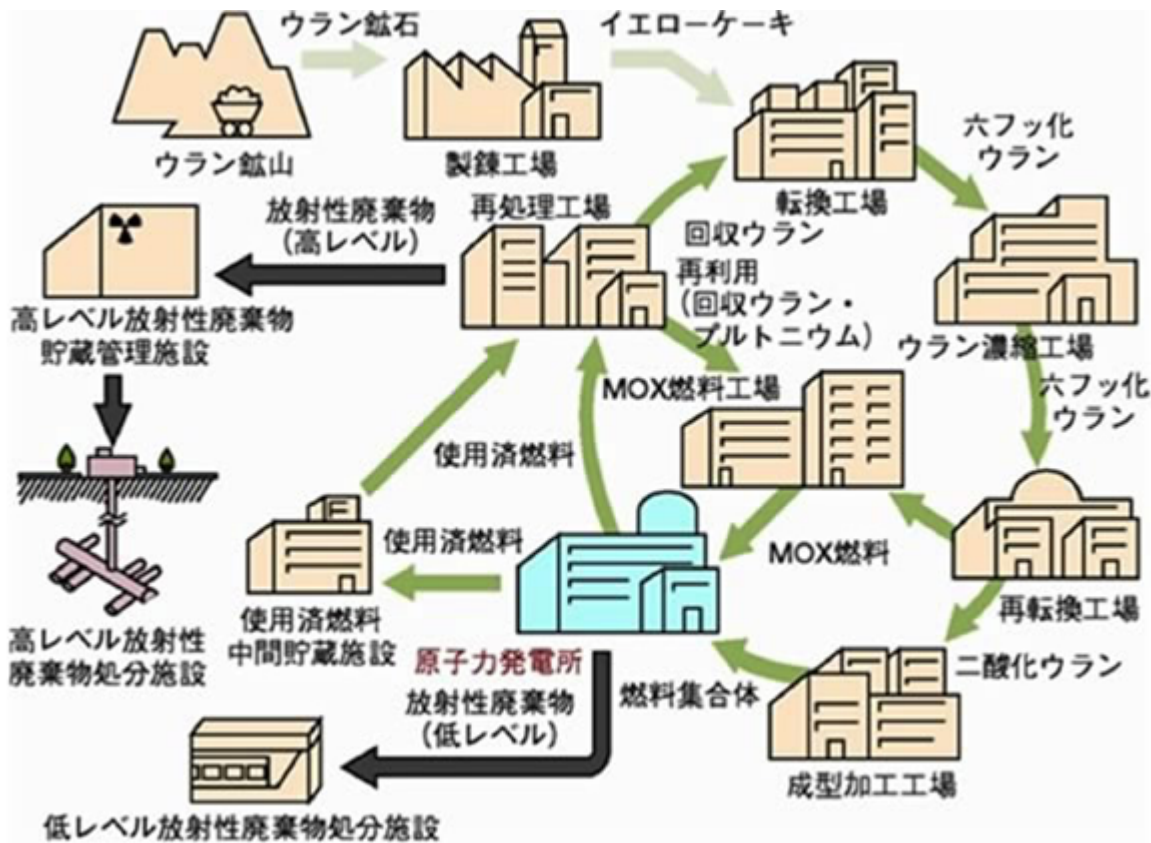 ウラン鉱石
イエローケーキ
ウラン鉱山
製錬工場
転換工場
六フッ化
ウラン
放射性廃棄物
(高レベル)
再処理工場
回収ウラン
再利用
(回収ウラン・
プルトニウム)
ウラン濃縮工場
高レベル放射性廃棄物
貯蔵管理施設
MOX燃料工場
六フッ化
ウラン
使用済燃料
使用済燃料
MOX燃料
再転換工場
使用済燃料
中間貯蔵施設
高レベル放射性
廃棄物処分施設
原子力発電所
放射性廃棄物
(低レベル)
燃料集合体
二酸化ウラン
成型加工工場
低レベル放射性廃棄物処分施設